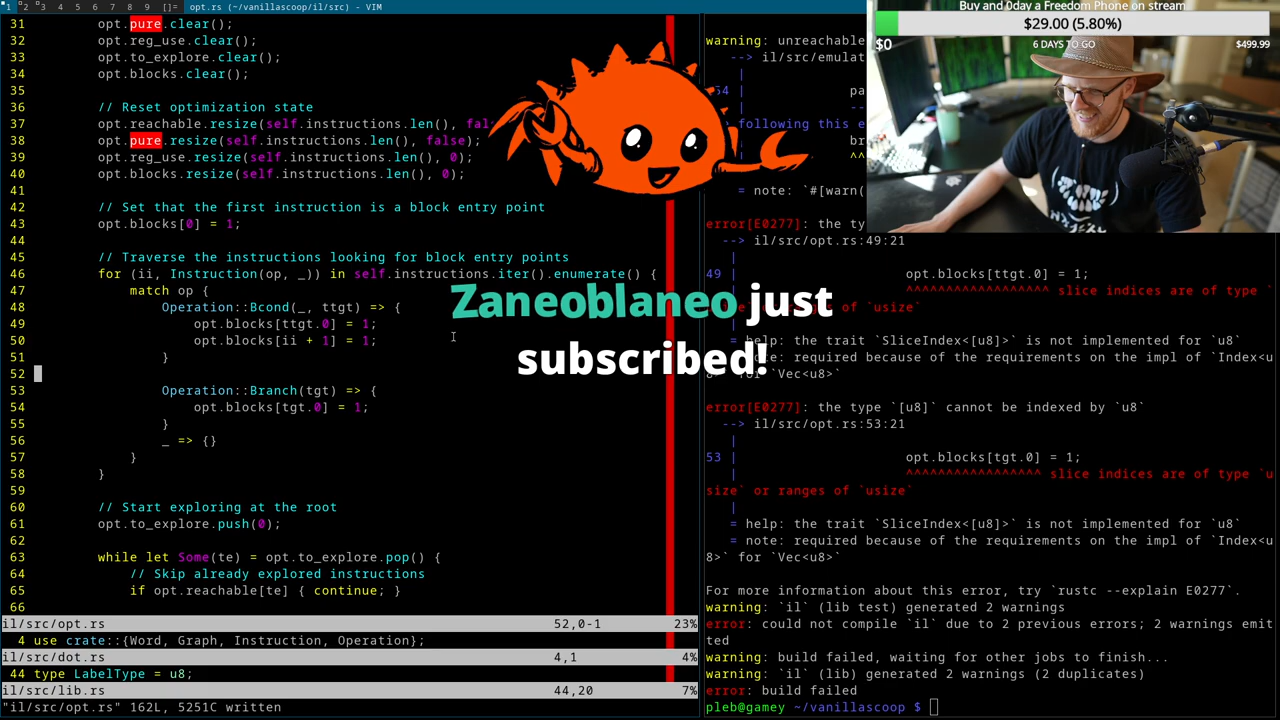 1 2 3 4 5 6 7 8 9 []= opt.rs (~/vanillascoop/il/src) - VIM
31 opt.pure.clear();
32 opt.reg_use.clear();
33 opt.to_explore.clear();
34 opt.blocks.clear();
35
36 // Reset optimization state
37 opt.reachable.resize(self.instructions.len(), fal
38 opt.pure.resize(self.instructions.len(), false);
39 opt.reg_use.resize(self.instructions.len(), 0);
40 opt.blocks.resize(self.instructions.len(), 0);
41
42 // Set that the first instruction is a block entry point
43 opt.blocks[0] = 1;
44
45 // Traverse the instructions looking for block entry points
46 for (ii, Instruction(op, _)) in self.instructions.iter().enumerate() {
47 match op {
48 Operation::Bcond(_, ttgt) => {
49 opt.blocks[ttgt.0] = 1;
50 opt.blocks[ii + 1] = 1;
51 }
52
53 Operation::Branch(tgt) => {
54 opt.blocks[tgt.0] = 1;
55 }
56 _ => {}
57 }
58 }
59
60 // Start exploring at the root
61 opt.to_explore.push(0);
62
63 while let Some(te) = opt.to_explore.pop() {
64 // Skip already explored instructions
65 if opt.reachable[te] { continue; }
66
il/src/opt.rs 52,0-1 23%
4 use crate::{Word, Graph, Instruction, Operation};
il/src/dot.rs 4,1 4%
44 type LabelType = u8;
il/src/lib.rs 44,20 7%
"il/src/opt.rs" 162L, 5251C written
Zaneoblaneo just
subscribed!
warning: unreachable
--> il/src/emulat
|
54 pa
--
following this e
br
^^
= note: `#[warn(
error[E0277]: the ty
--> il/src/opt.rs:49:21
|
49 | opt.blocks[ttgt.0] = 1;
^^^^^^^^^^^^^^^^^^ slice indices are of type `
`usize`
|
= help: the trait `SliceIndex<[u8]>` is not implemented for `u8`
required because of the requirements on the impl of `Index<u
8>` for `Vec<u8>`
error[E0277]: the type `[u8]` cannot be indexed by `u8`
--> il/src/opt.rs:53:21
|
53 | opt.blocks[tgt.0] = 1;
| ^^^^^^^^^^^^^^^^^ slice indices are of type `u
size` or ranges of `usize`
|
= help: the trait `SliceIndex<[u8]>` is not implemented for `u8`
= note: required because of the requirements on the impl of `Index<u
8>` for `Vec<u8>`
For more information about this error, try `rustc --explain E0277`.
warning: `il` (lib test) generated 2 warnings
error: could not compile `il` due to 2 previous errors; 2 warnings emit
ted
warning: build failed, waiting for other jobs to finish...
warning: `il` (lib) generated 2 warnings (2 duplicates)
error: build failed
pleb@gamey ~/vanillascoop $
Buy and 0day a Freedom Phone on stream
$29.00 (5.80%)
$0 6 DAYS TO GO $499.99